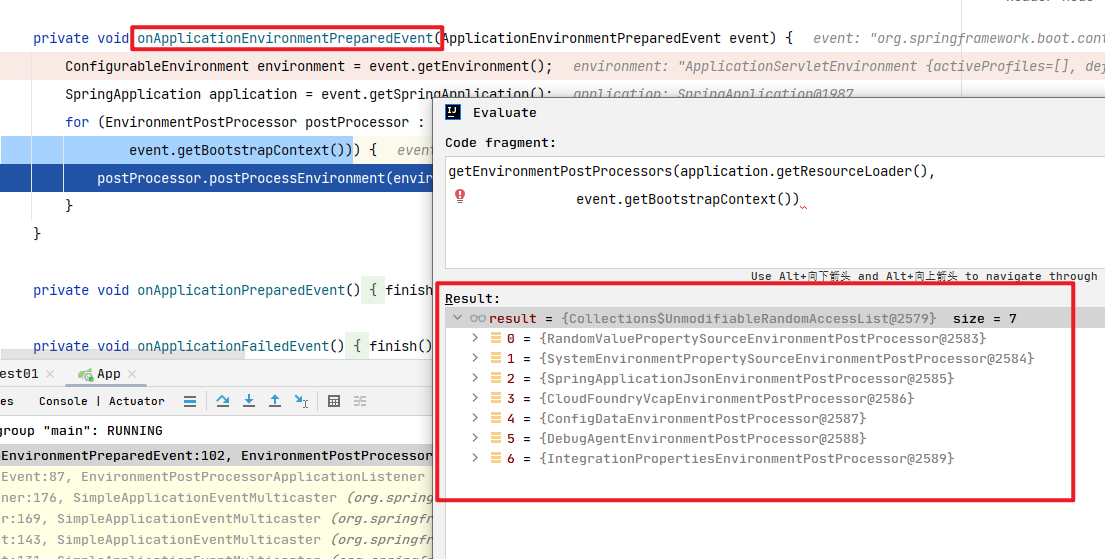 private void onApplicationEnvironmentPreparedEvent(ApplicationEnvironmentPreparedEvent event) { event: "org.springframework.boot.cont
ConfigurableEnvironment environment = event.getEnvironment(); environment: "ApplicationServletEnvironment {activeProfiles=[], def
SpringApplication application = event.getSpringApplication(); application: SpringApplication@1987
for (EnvironmentPostProcessor postProcessor :
event.getBootstrapContext())) { even
postProcessor.postProcessEnvironment(envir
}
}
private void onApplicationPreparedEvent() { finish
private void onApplicationFailedEvent() { finish()
Evaluate
Code fragment:
getEnvironmentPostProcessors(application.getResourceLoader(),
event.getBootstrapContext())
Use Alt+向下箭头 and Alt+向上箭头 to navigate through
Result:
result = {Collections$UnmodifiableRandomAccessList@2579} size = 7
0 = {RandomValuePropertySourceEnvironmentPostProcessor@2583}
1 = {SystemEnvironmentPropertySourceEnvironmentPostProcessor@2584}
2 = {SpringApplicationJsonEnvironmentPostProcessor@2585}
3 = {CloudFoundryVcapEnvironmentPostProcessor@2586}
4 = {ConfigDataEnvironmentPostProcessor@2587}
5 = {DebugAgentEnvironmentPostProcessor@2588}
6 = {IntegrationPropertiesEnvironmentPostProcessor@2589}
est01 App
es Console | Actuator
group "main": RUNNING
EnvironmentPreparedEvent:102, EnvironmentPostProcessor
Event:87, EnvironmentPostProcessorApplicationListener
ner:176, SimpleApplicationEventMulticaster (org.spring
r:169, SimpleApplicationEventMulticaster (org.springfr
t:143, SimpleApplicationEventMulticaster (org.springfr